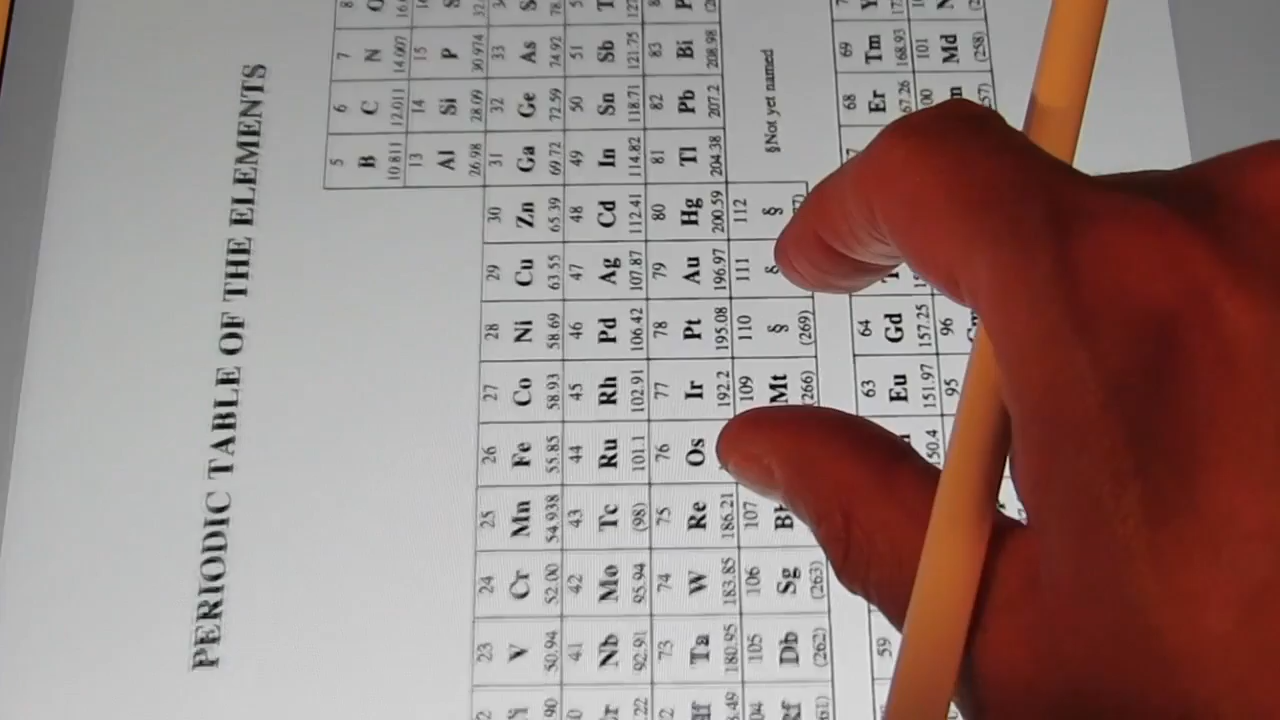 PERIODIC TABLE OF THE ELEMENTS
5 6 7 8
B C N
10.811 12.011 14.007
13 14 15
Al Si P S
26.98 28.09 30.974
23 24 25 26 27 28 29 30 31 32 33
V Cr Mn Fe Co Ni Cu Zn Ga Ge As
50.94 52.00 54.938 55.85 58.93 58.69 63.55 65.39 69.72 72.59 74.92
41 42 43 44 45 46 47 48 49 50 51
Nb Mo Tc Ru Rh Pd Ag Cd In Sn Sb
92.91 95.94 (98) 101.1 102.91 106.42 107.87 112.41 114.82 118.71 121.75
73 74 75 76 77 78 79 80 81 82 83
Ta W Re Os Ir Pt Au Hg Tl Pb Bi
180.95 183.85 186.21 192.2 195.08 196.97 200.59 204.38 207.2 208.98
105 106 107 109 110 111 112
Db Sg Mt § § §
(262) (263) (266) (269)
§Not yet named
59 63 64 68 69
Eu Gd Er Tm
151.97 157.25 168.93
95 96 101
Md
(258)